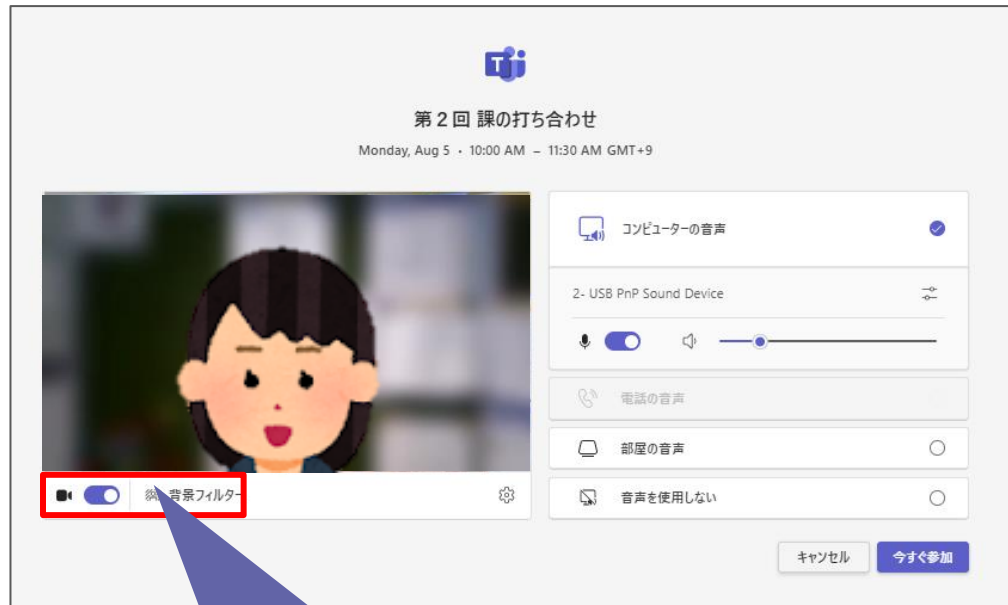 T
第２回 課の打ち合わせ
Monday, Aug 5 • 10:00 AM – 11:30 AM GMT+9
コンピューターの音声
2- USB PnP Sound Device
電話の音声
部屋の音声
背景フィルター
音声を使用しない
キャンセル
今すぐ参加